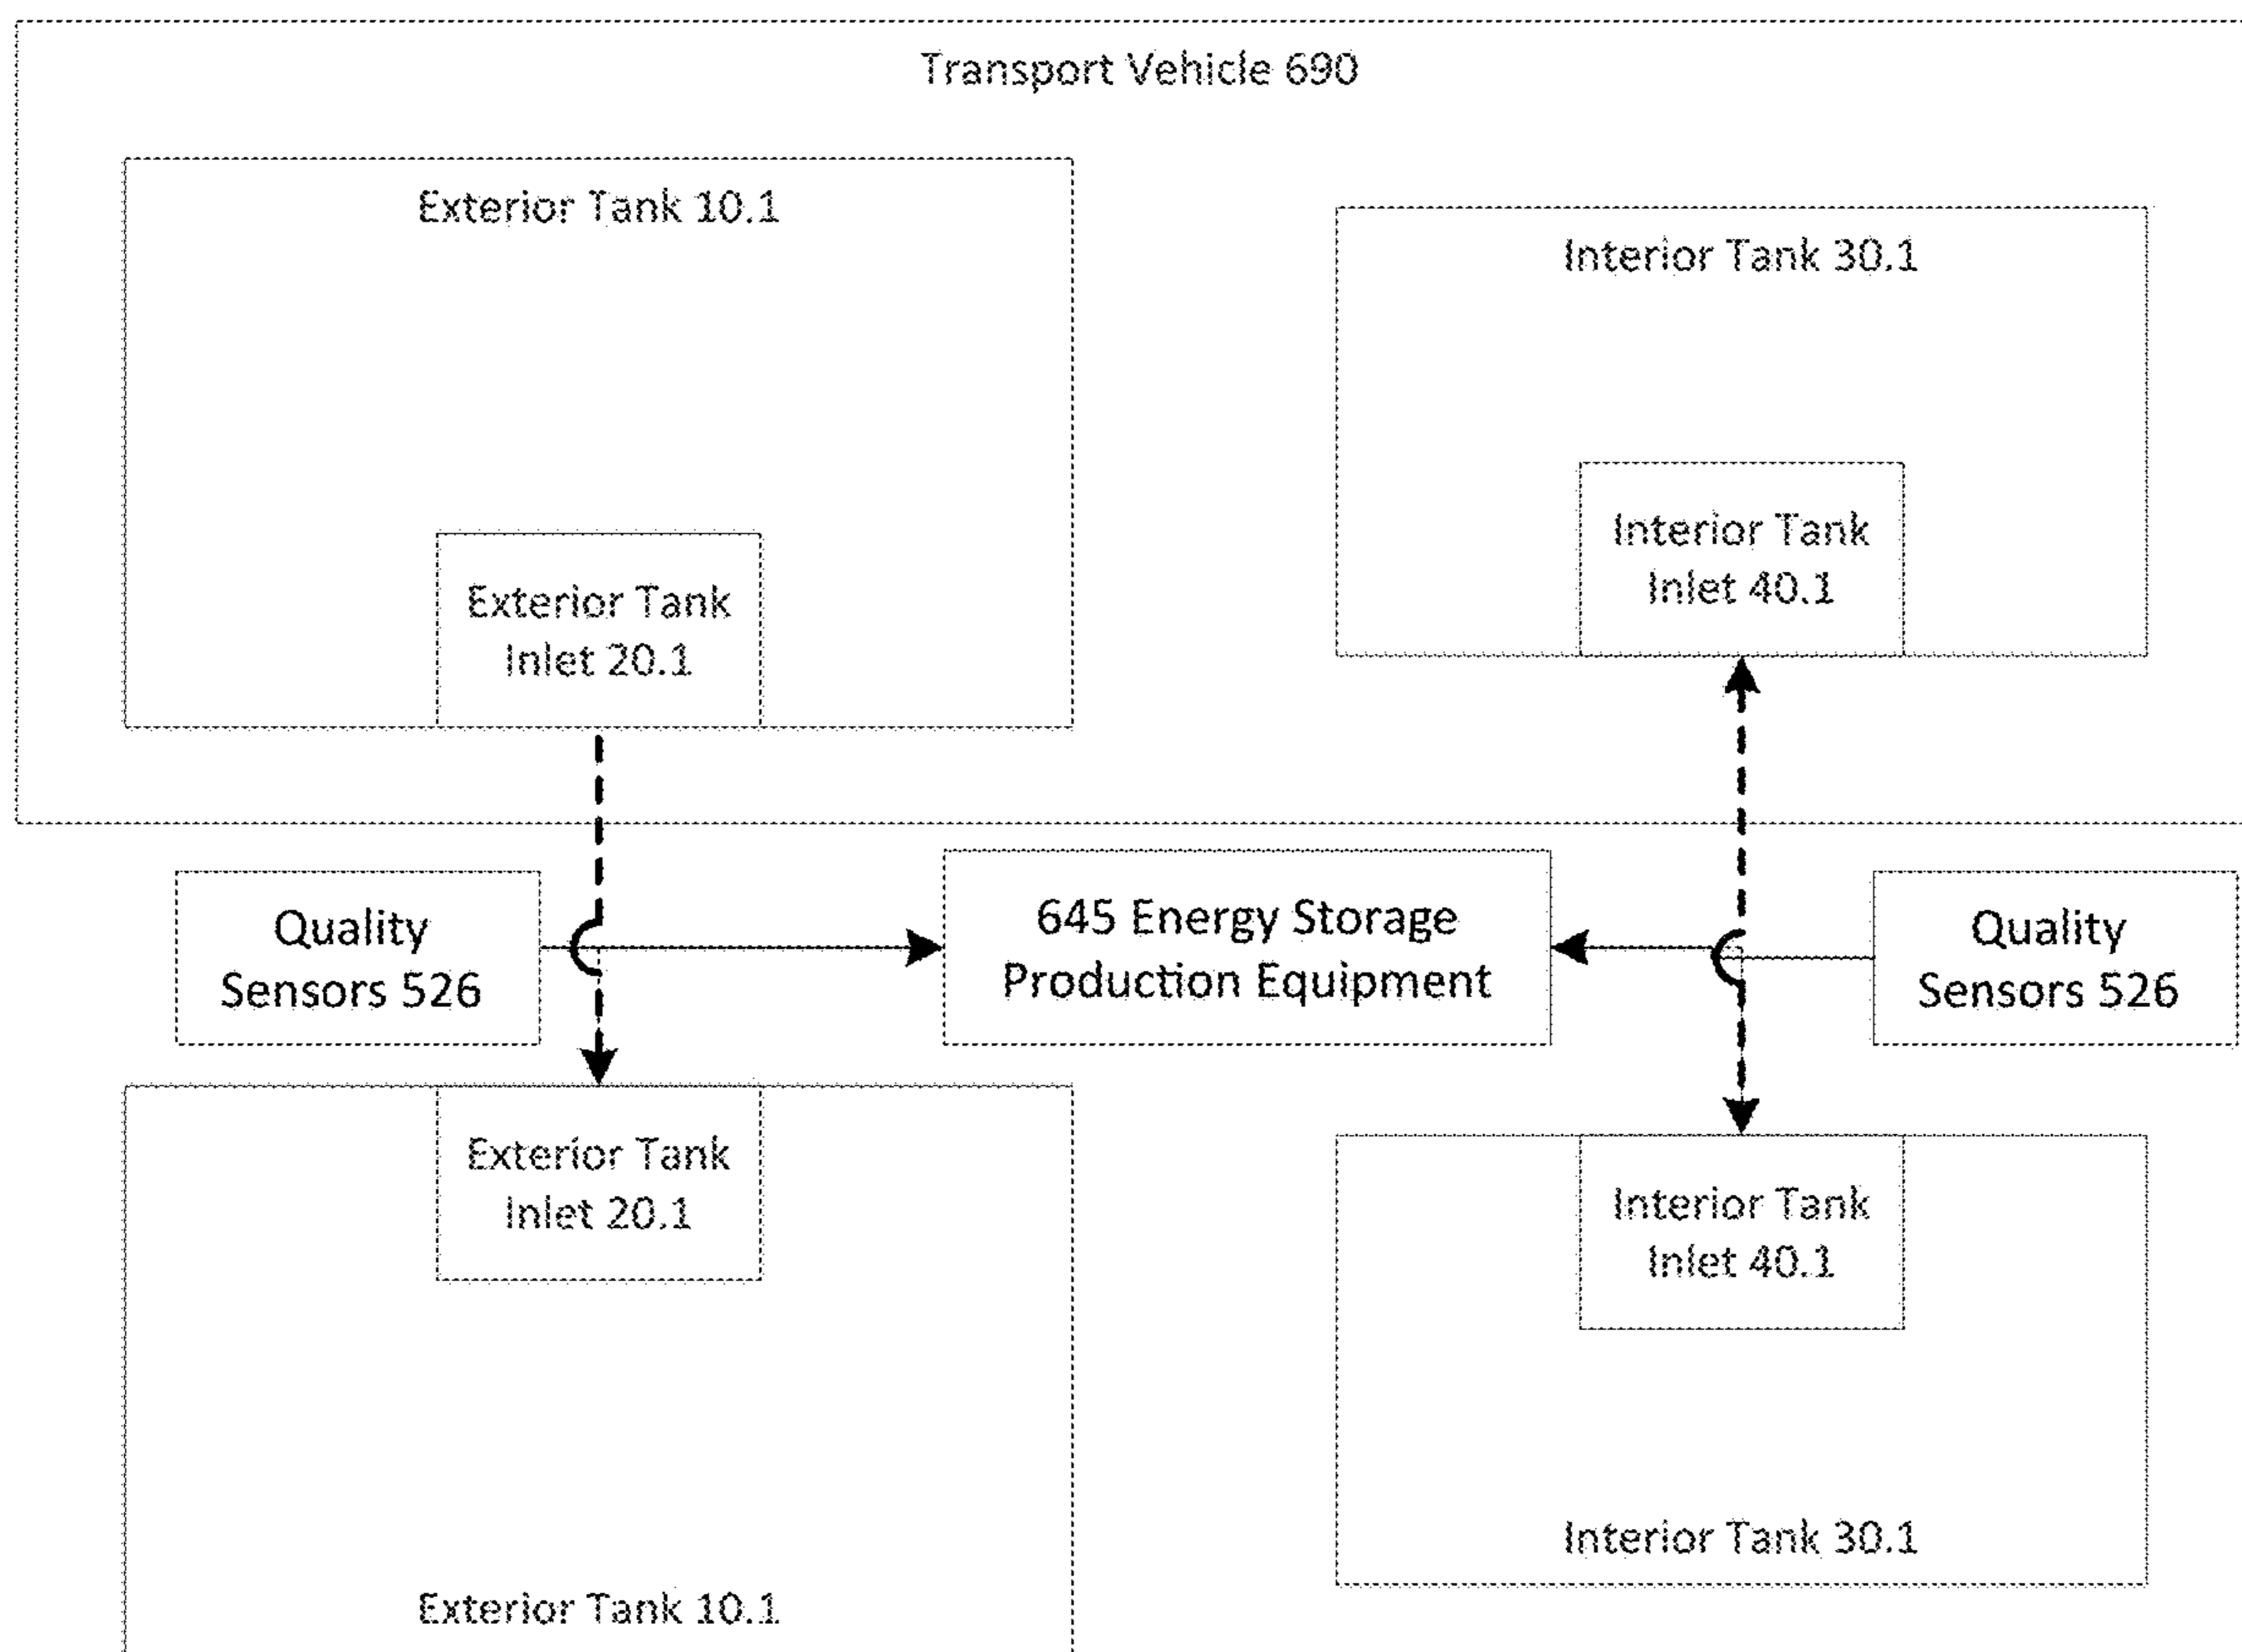 Transport Vehicle 690
Exterior Tank 10.1
Interior Tank 30.1
Interior Tank
Inlet 40.1
Exterior Tank
Inlet 20.1
Quality
Sensors 526
645 Energy Storage
Production Equipment
Quality
Sensors 526
Exterior Tank
Inlet 20.1
Interior Tank
Inlet 40.1
Interior Tank 30.1
Exterior Tank 10.1